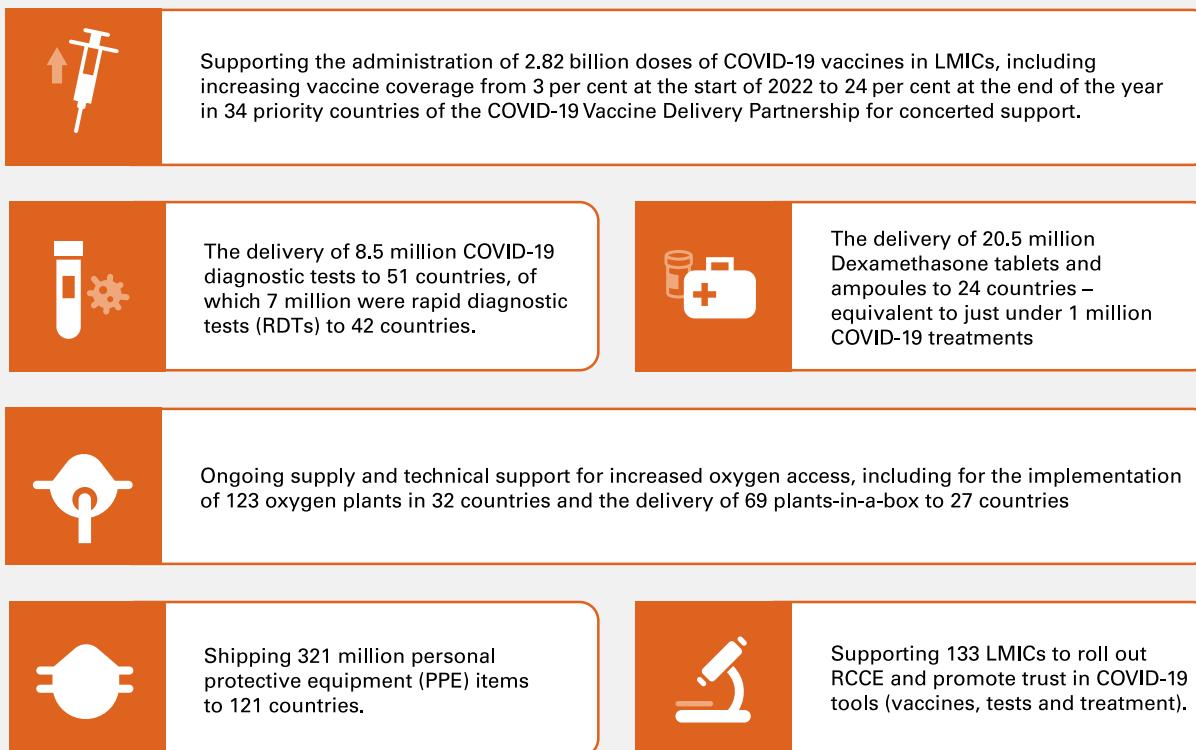 Supporting the administration of 2.82 billion doses of COVID-19 vaccines in LMICs, including
increasing vaccine coverage from 3 per cent at the start of 2022 to 24 per cent at the end of the year
in 34 priority countries of the COVID-19 Vaccine Delivery Partnership for concerted support.
The delivery of 8.5 million COVID-19
diagnostic tests to 51 countries, of
which 7 million were rapid diagnostic
tests (RDTs) to 42 countries.
The delivery of 20.5 million
Dexamethasone tablets and
ampoules to 24 countries –
equivalent to just under 1 million
COVID-19 treatments
Ongoing supply and technical support for increased oxygen access, including for the implementation
of 123 oxygen plants in 32 countries and the delivery of 69 plants-in-a-box to 27 countries
Shipping 321 million personal
protective equipment (PPE) items
to 121 countries.
Supporting 133 LMICs to roll out
RCCE and promote trust in COVID-19
tools (vaccines, tests and treatment).